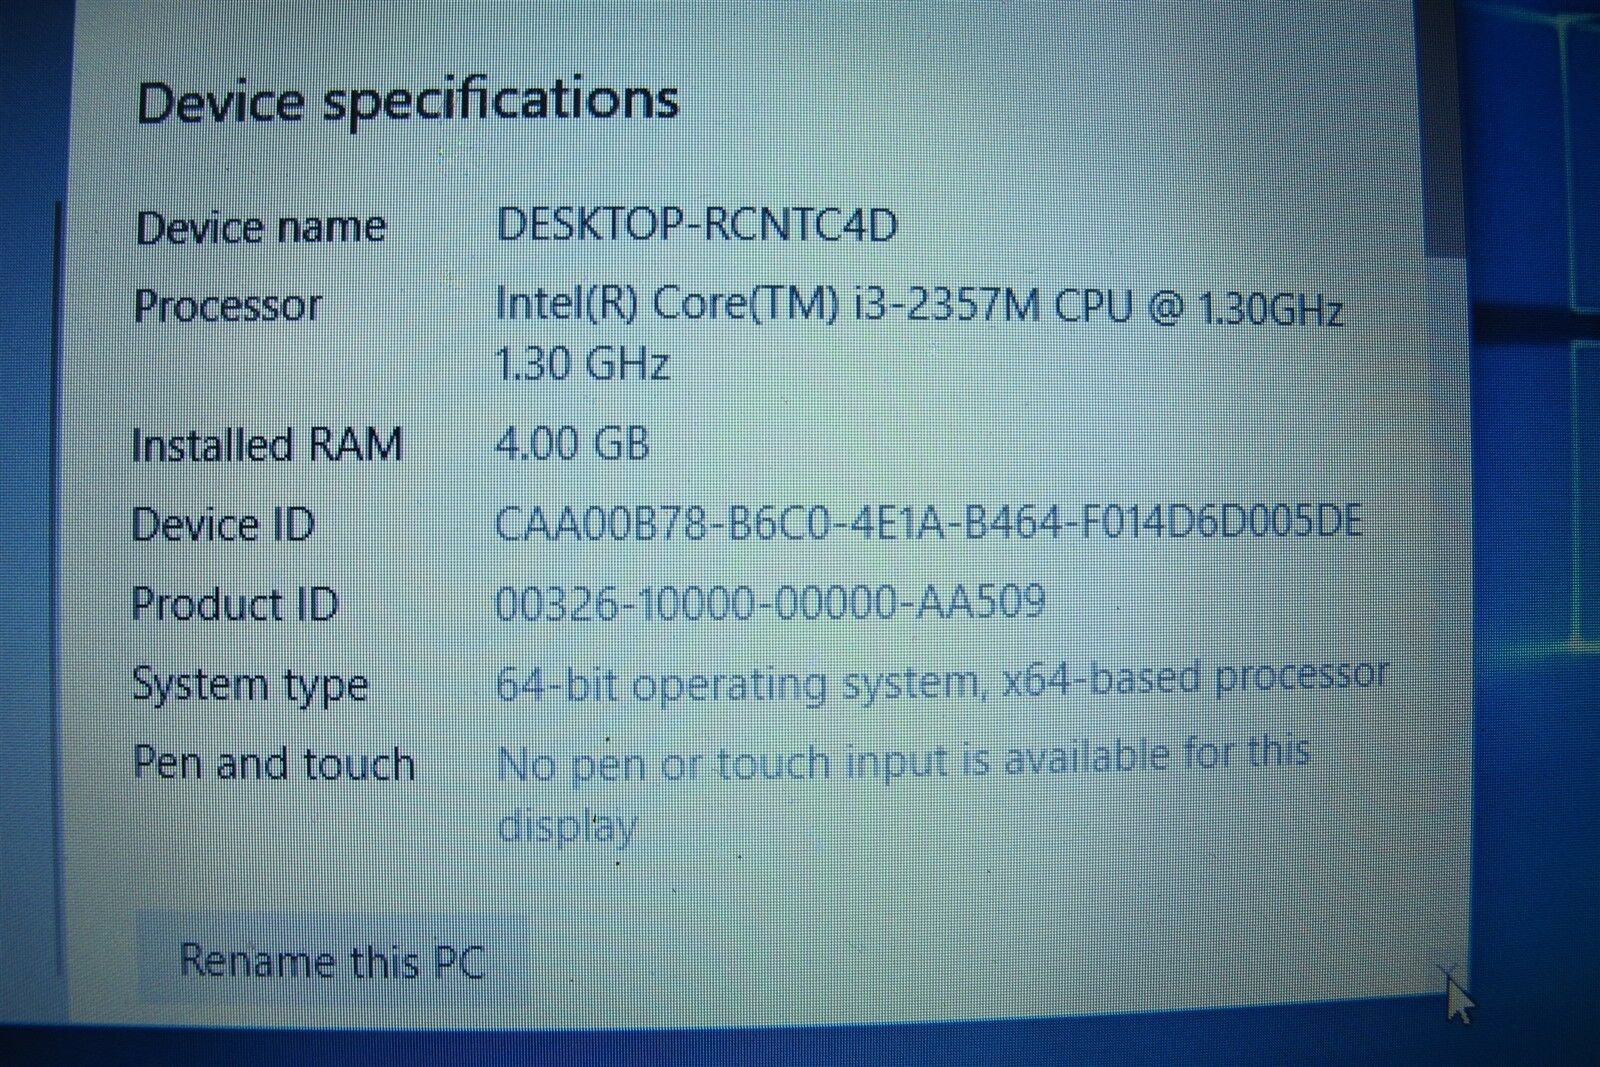 Device specifications
Device name DESKTOP-RCNTC4D
Processor Intel(R) Core(TM) i3-2357M CPU @ 1.30GHz
1.30 GHz
Installed RAM 4.00 GB
Device ID CAA00B78-B6C0-4E1A-B464-F014D6D005DE
Product ID 00326-10000-00000-AA509
System type 64-bit operating system, x64-based processor
Pen and touch No pen or touch input is available for this
display
Rename this PC